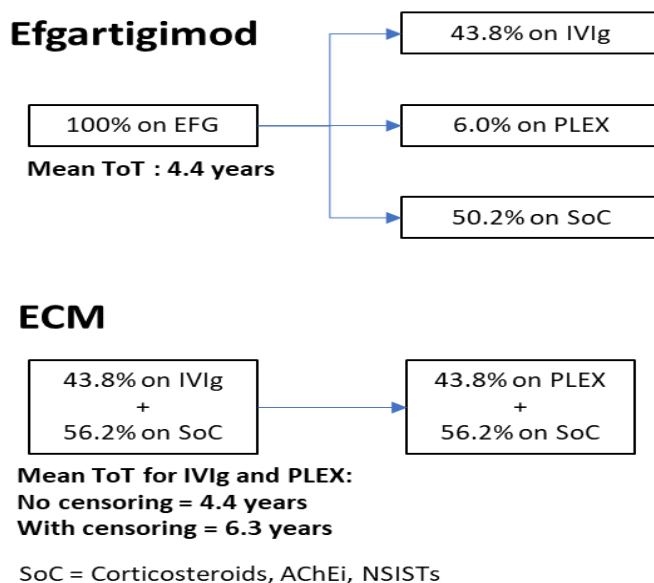 Efgartigimod
43.8% on IVIg
100% on EFG
6.0% on PLEX
Mean ToT : 4.4 years
50.2% on SoC
ECM
43.8% on IVIg
+
56.2% on SoC
43.8% on PLEX
+
56.2% on SoC
Mean ToT for IVIg and PLEX:
No censoring = 4.4 years
With censoring = 6.3 years
SoC = Corticosteroids, AChEi, NSISTs